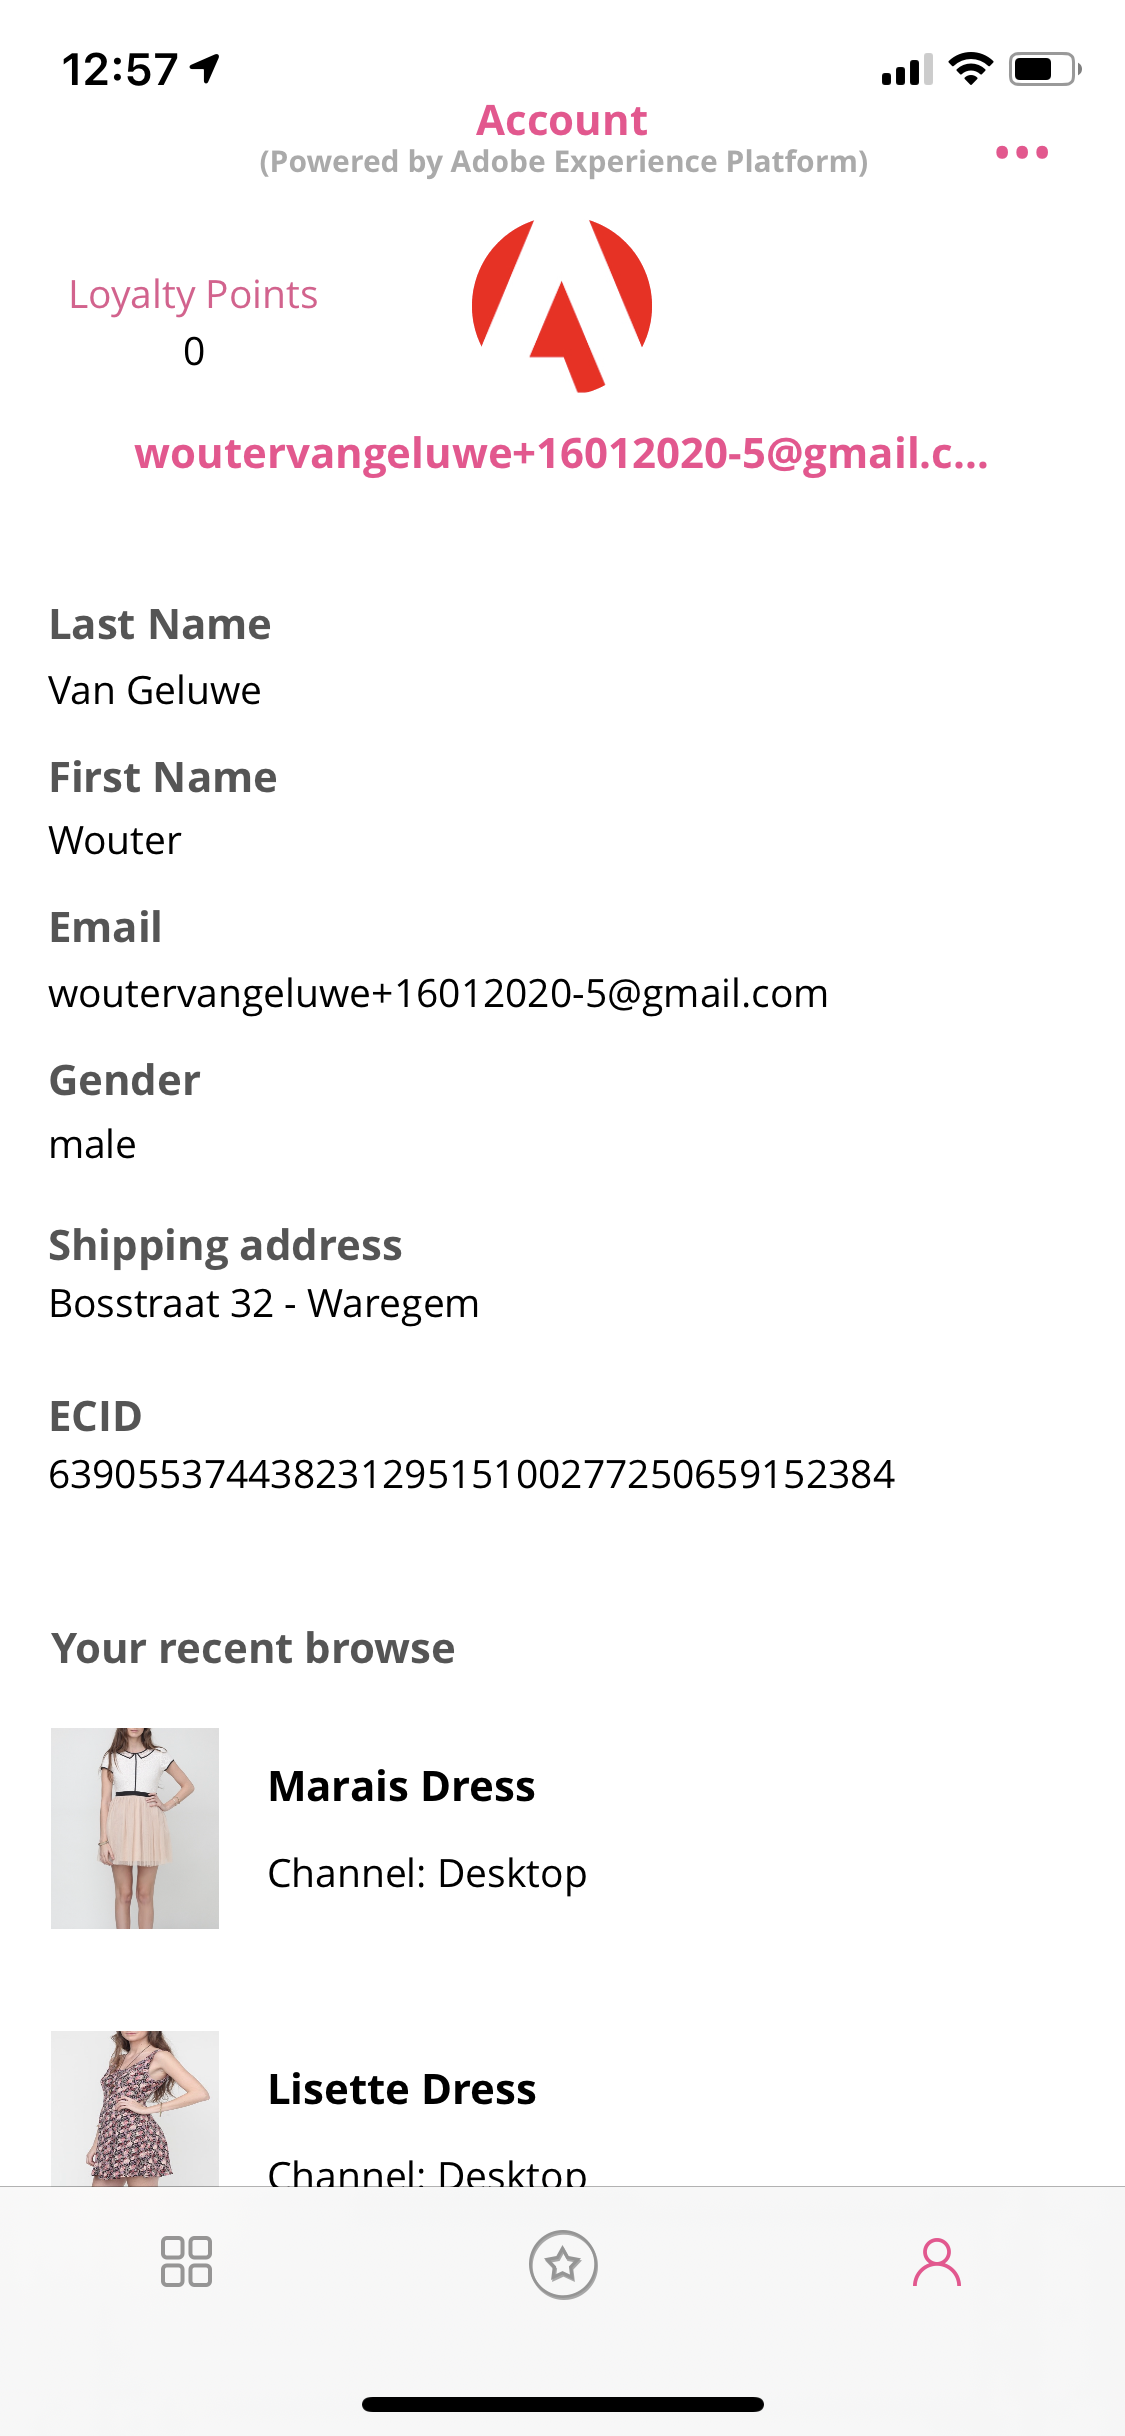 12:57
Account
(Powered by Adobe Experience Platform)
Loyalty Points
0
woutervangeluwe+16012020-5@gmail.c...
Last Name
Van Geluwe
First Name
Wouter
Email
woutervangeluwe+16012020-5@gmail.com
Gender
male
Shipping address
Bosstraat 32 - Waregem
ECID
63905537443823129515100277250659152384
Your recent browse
Marais Dress
Channel: Desktop
Lisette Dress
Channel: Desktop